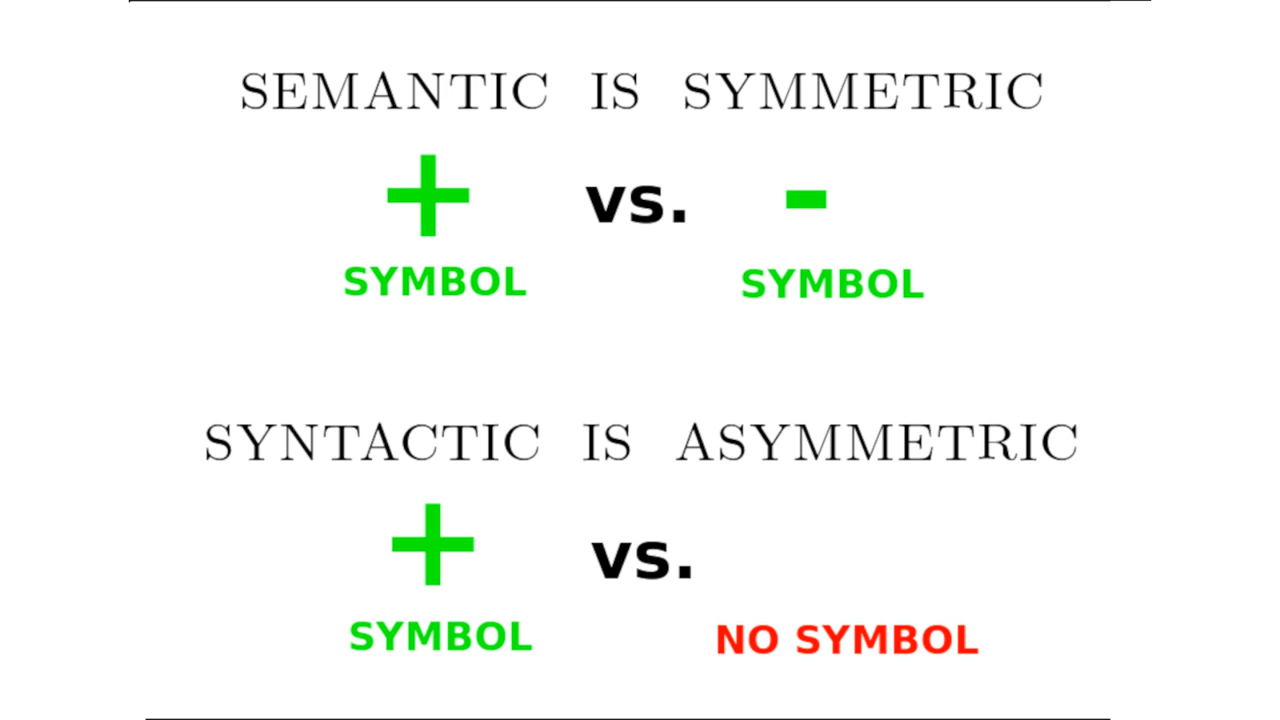 SEMANTIC IS SYMMETRIC
+ vs. -
SYMBOL SYMBOL
SYNTACTIC IS ASYMMETRIC
+ vs.
SYMBOL NO SYMBOL